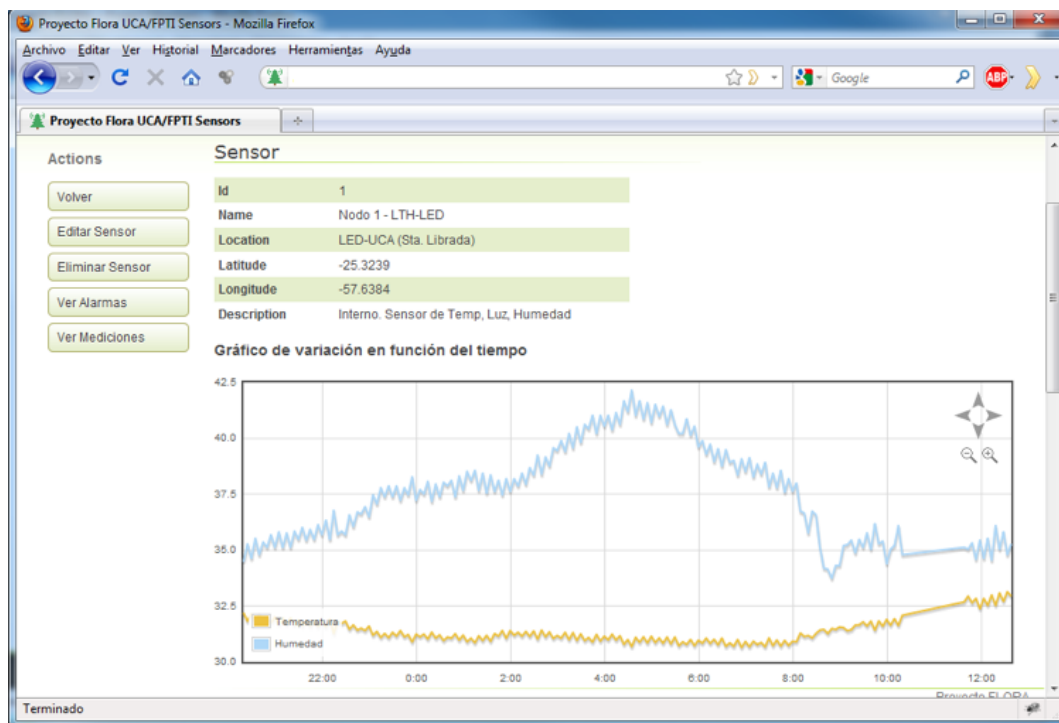 Proyecto Flora UCA/FPTI Sensors - Mozilla Firefox
Archivo Editar Ver Historial Marcadores Herramientas Ayuda
Google
ABP
Proyecto Flora UCA/FPTI Sensors
Actions
Volver
Editar Sensor
Eliminar Sensor
Ver Alarmas
Ver Mediciones
Sensor
Id 1
Name Nodo 1 - LTH-LED
Location LED-UCA (Sta. Librada)
Latitude -25.3239
Longitude -57.6384
Description Interno. Sensor de Temp, Luz, Humedad
Gráfico de variación en función del tiempo
42.5
40.0
37.5
35.0
32.5
30.0
Temperatura
Humedad
22:00 0:00 2:00 4:00 6:00 8:00 10:00 12:00
Proyecto FLORA
Terminado